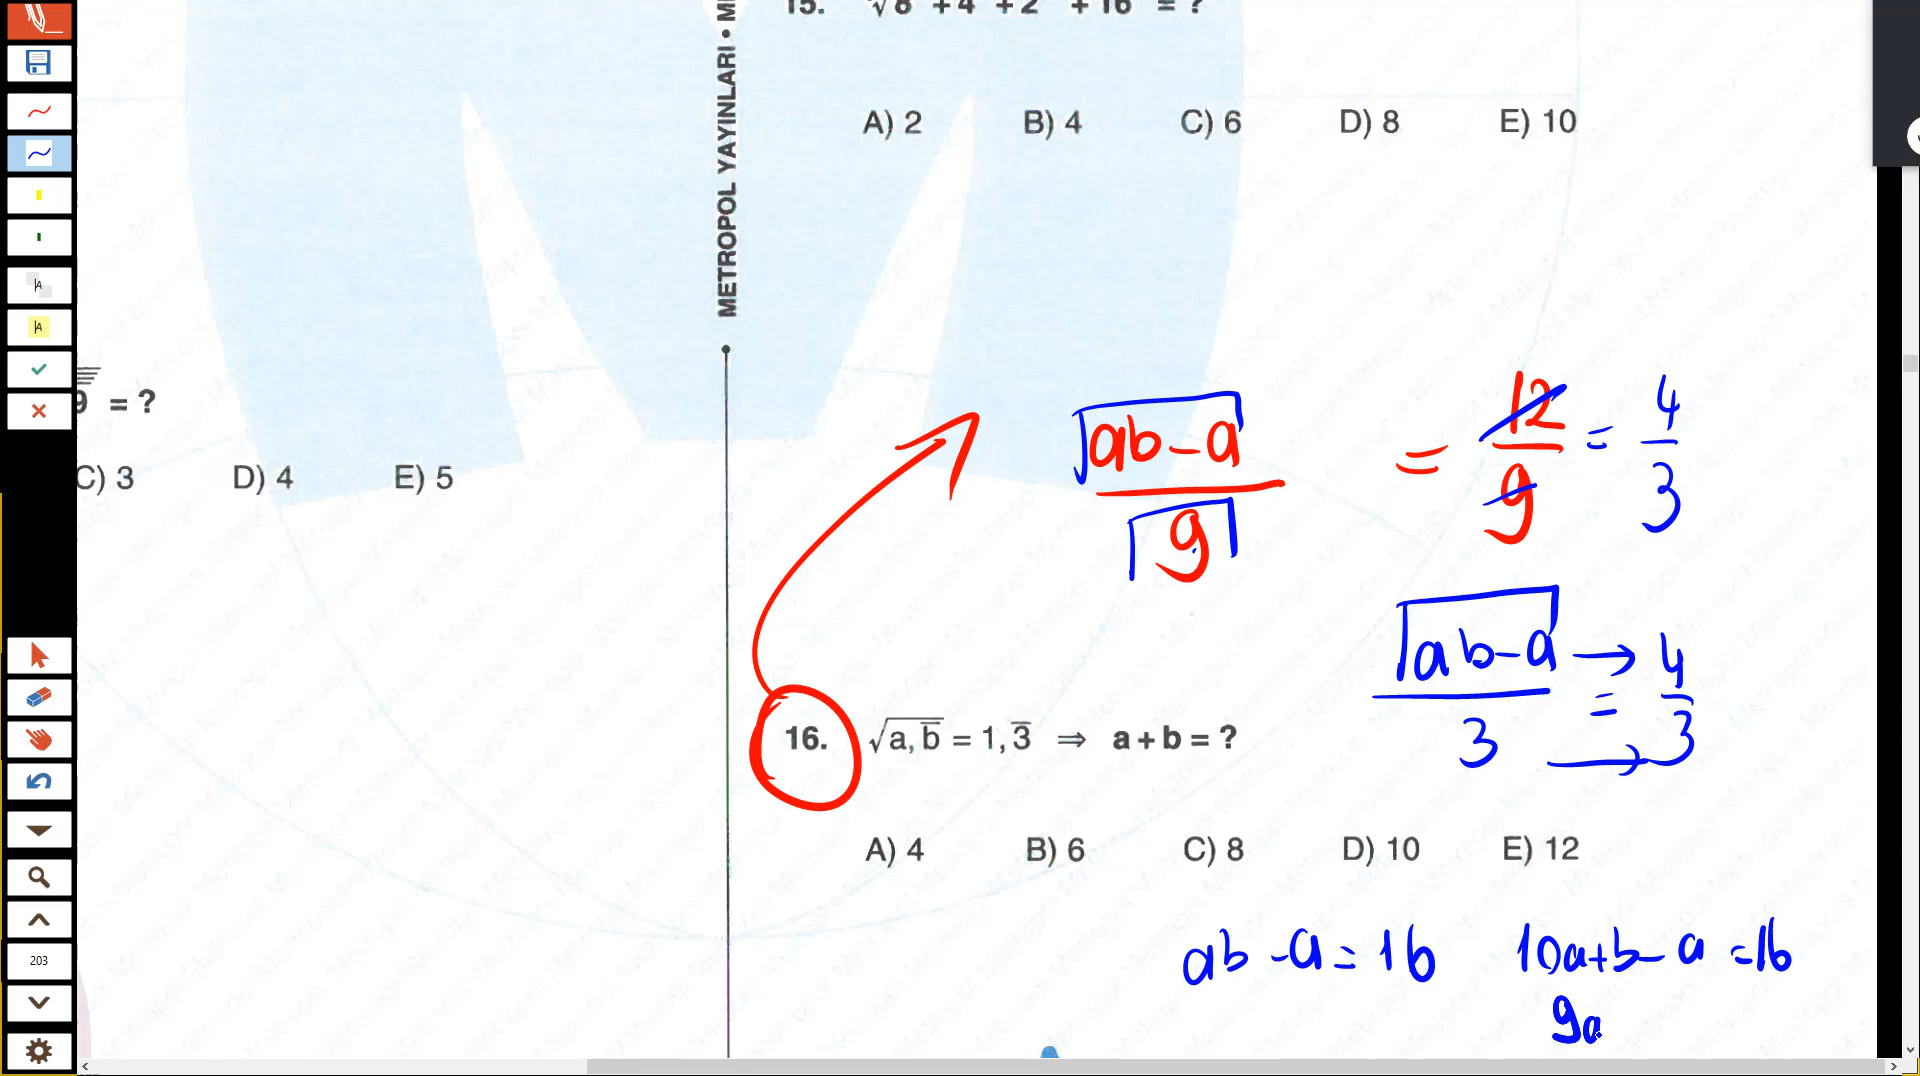 METROPOL YAYINLARI •
15. √8 + 4 + 2 + 16 = ?
A) 2 B) 4 C) 6 D) 8 E) 10
9 = ?
C) 3 D) 4 E) 5
√ab-a / √9 = 12/9 = 4/3
√ab-a / 3 = 4/3
16. √a,b̅ = 1,3̅ ⇒ a + b = ?
A) 4 B) 6 C) 8 D) 10 E) 12
ab - a = 16 10a+b- a = 16
9a
203